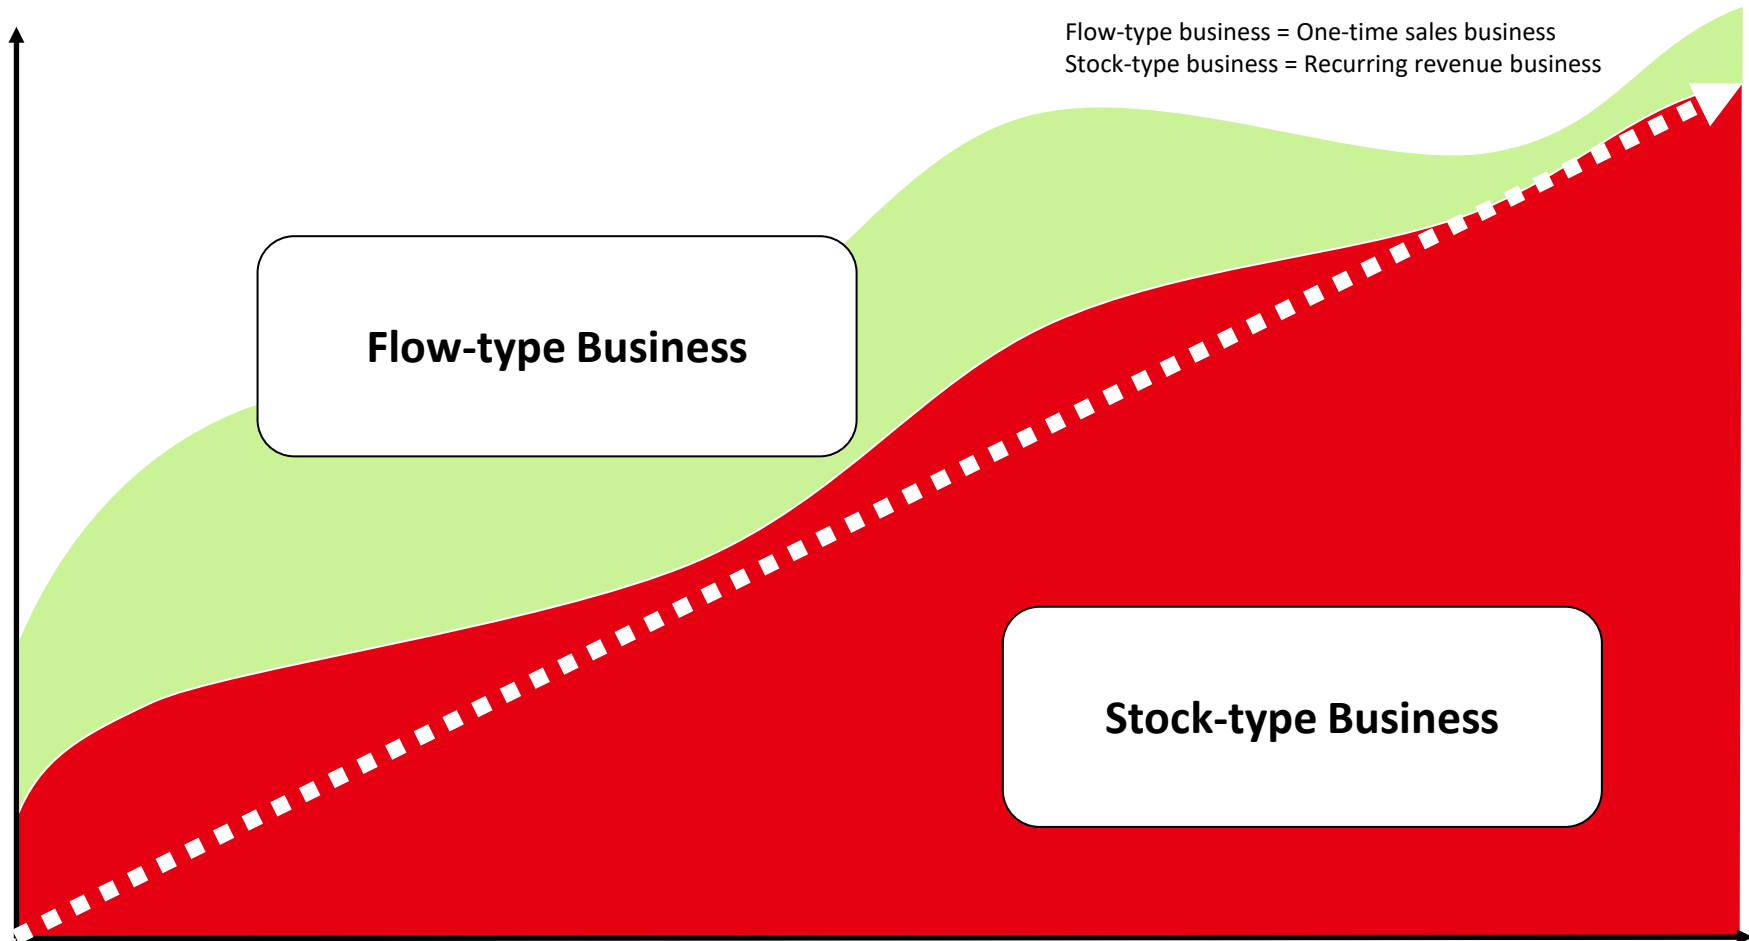 Flow-type business = One-time sales business
Stock-type business = Recurring revenue business
Flow-type Business
Stock-type Business